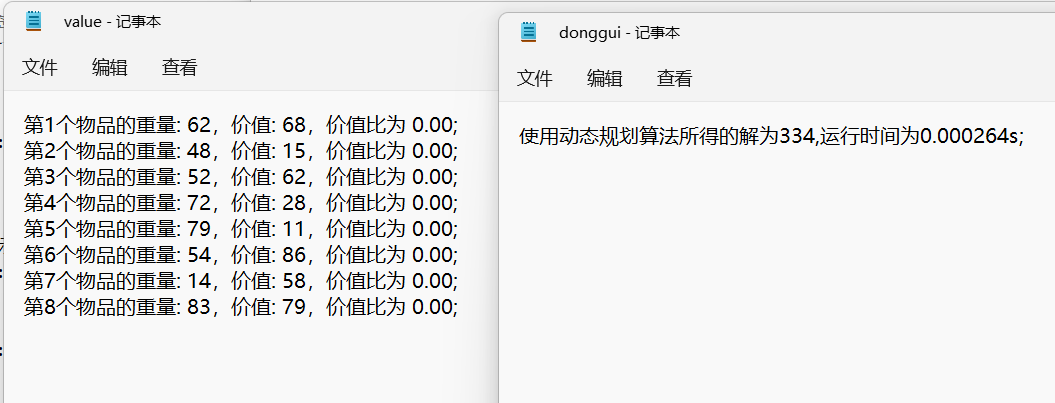 value - 记事本
文件 编辑 查看
第1个物品的重量: 62，价值: 68，价值比为 0.00;
第2个物品的重量: 48，价值: 15，价值比为 0.00;
第3个物品的重量: 52，价值: 62，价值比为 0.00;
第4个物品的重量: 72，价值: 28，价值比为 0.00;
第5个物品的重量: 79，价值: 11，价值比为 0.00;
第6个物品的重量: 54，价值: 86，价值比为 0.00;
第7个物品的重量: 14，价值: 58，价值比为 0.00;
第8个物品的重量: 83，价值: 79，价值比为 0.00;
donggui - 记事本
文件 编辑 查看
使用动态规划算法所得的解为334,运行时间为0.000264s;